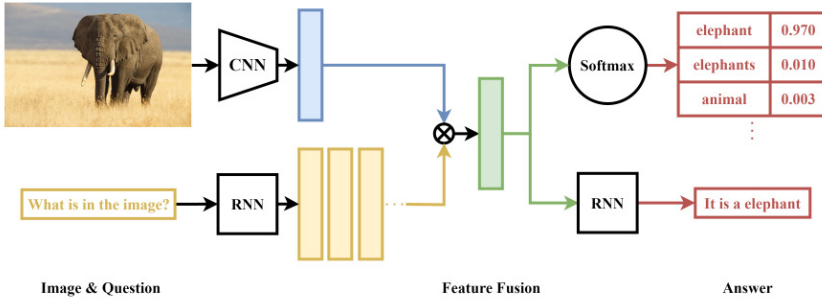 CNN
Softmax
elephant 0.970
elephants 0.010
animal 0.003
What is in the image?
RNN
RNN
It is a elephant
Image & Question
Feature Fusion
Answer